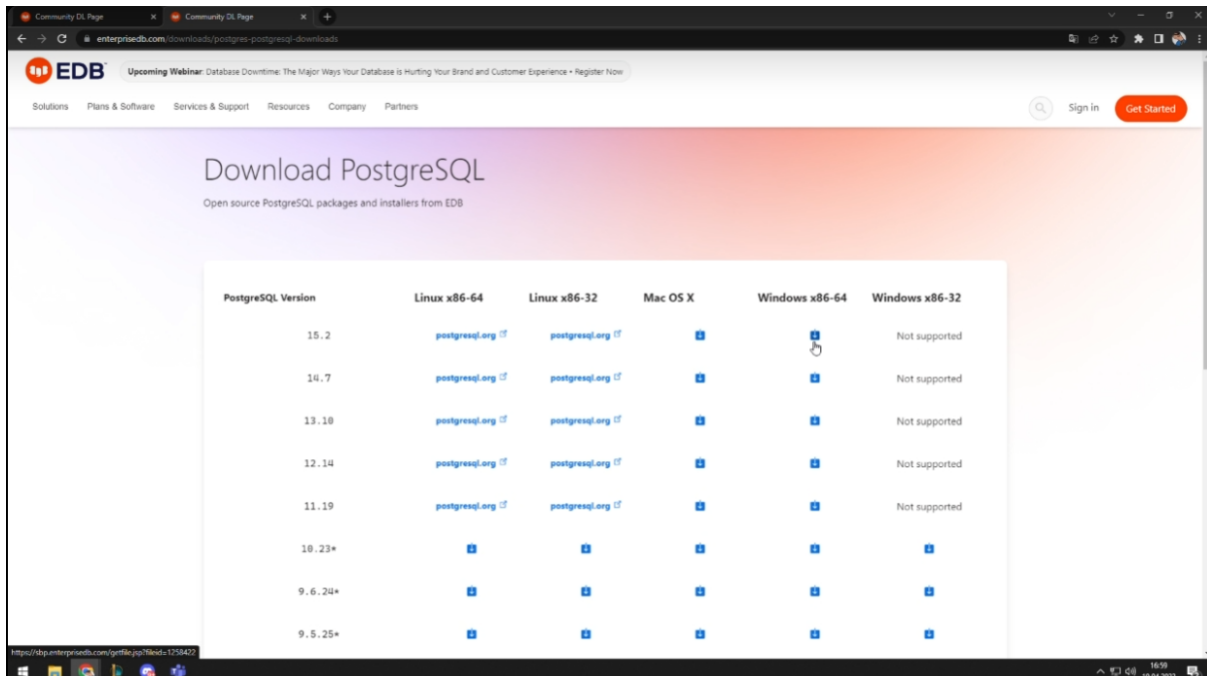 Community DL Page
Community DL Page
enterprisedb.com/downloads/postgres-postgresql-downloads
EDB
Upcoming Webinar: Database Downtime: The Major Ways Your Database is Hurting Your Brand and Customer Experience • Register Now
Solutions Plans & Software Services & Support Resources Company Partners
Sign in Get Started
Download PostgreSQL
Open source PostgreSQL packages and installers from EDB
PostgreSQL Version Linux x86-64 Linux x86-32 Mac OS X Windows x86-64 Windows x86-32
15.2 postgresql.org postgresql.org Not supported
14.7 postgresql.org postgresql.org Not supported
13.10 postgresql.org postgresql.org Not supported
12.14 postgresql.org postgresql.org Not supported
11.19 postgresql.org postgresql.org Not supported
10.23*
9.6.24*
9.5.25*
https://sbp.enterprisedb.com/getfile.jsp?fileid=1258422
16:59